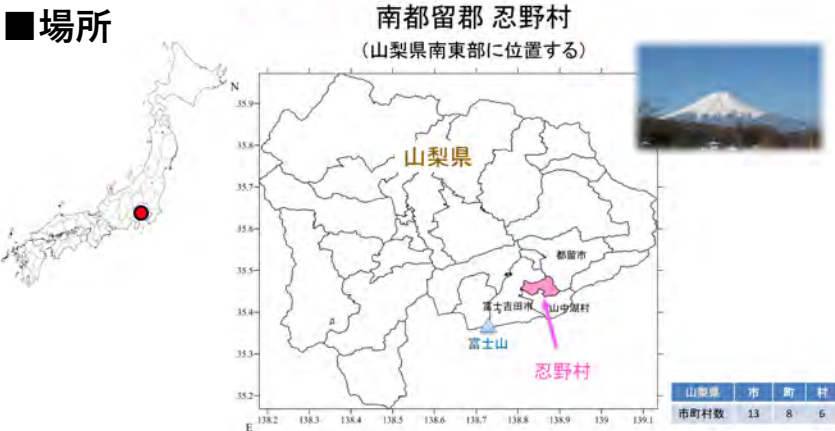 ■場所
南都留郡 忍野村
（山梨県南東部に位置する）
N
35.9
35.8
山梨県
35.7
35.6
35.5
都留市
35.4
富士吉田市
山中湖村
富士山
35.3
忍野村
35.2
138.2 138.3 138.4 138.5 138.6 138.7 138.8 138.9 139 139.1
E
山梨県 市 町 村
市町村数 13 8 6